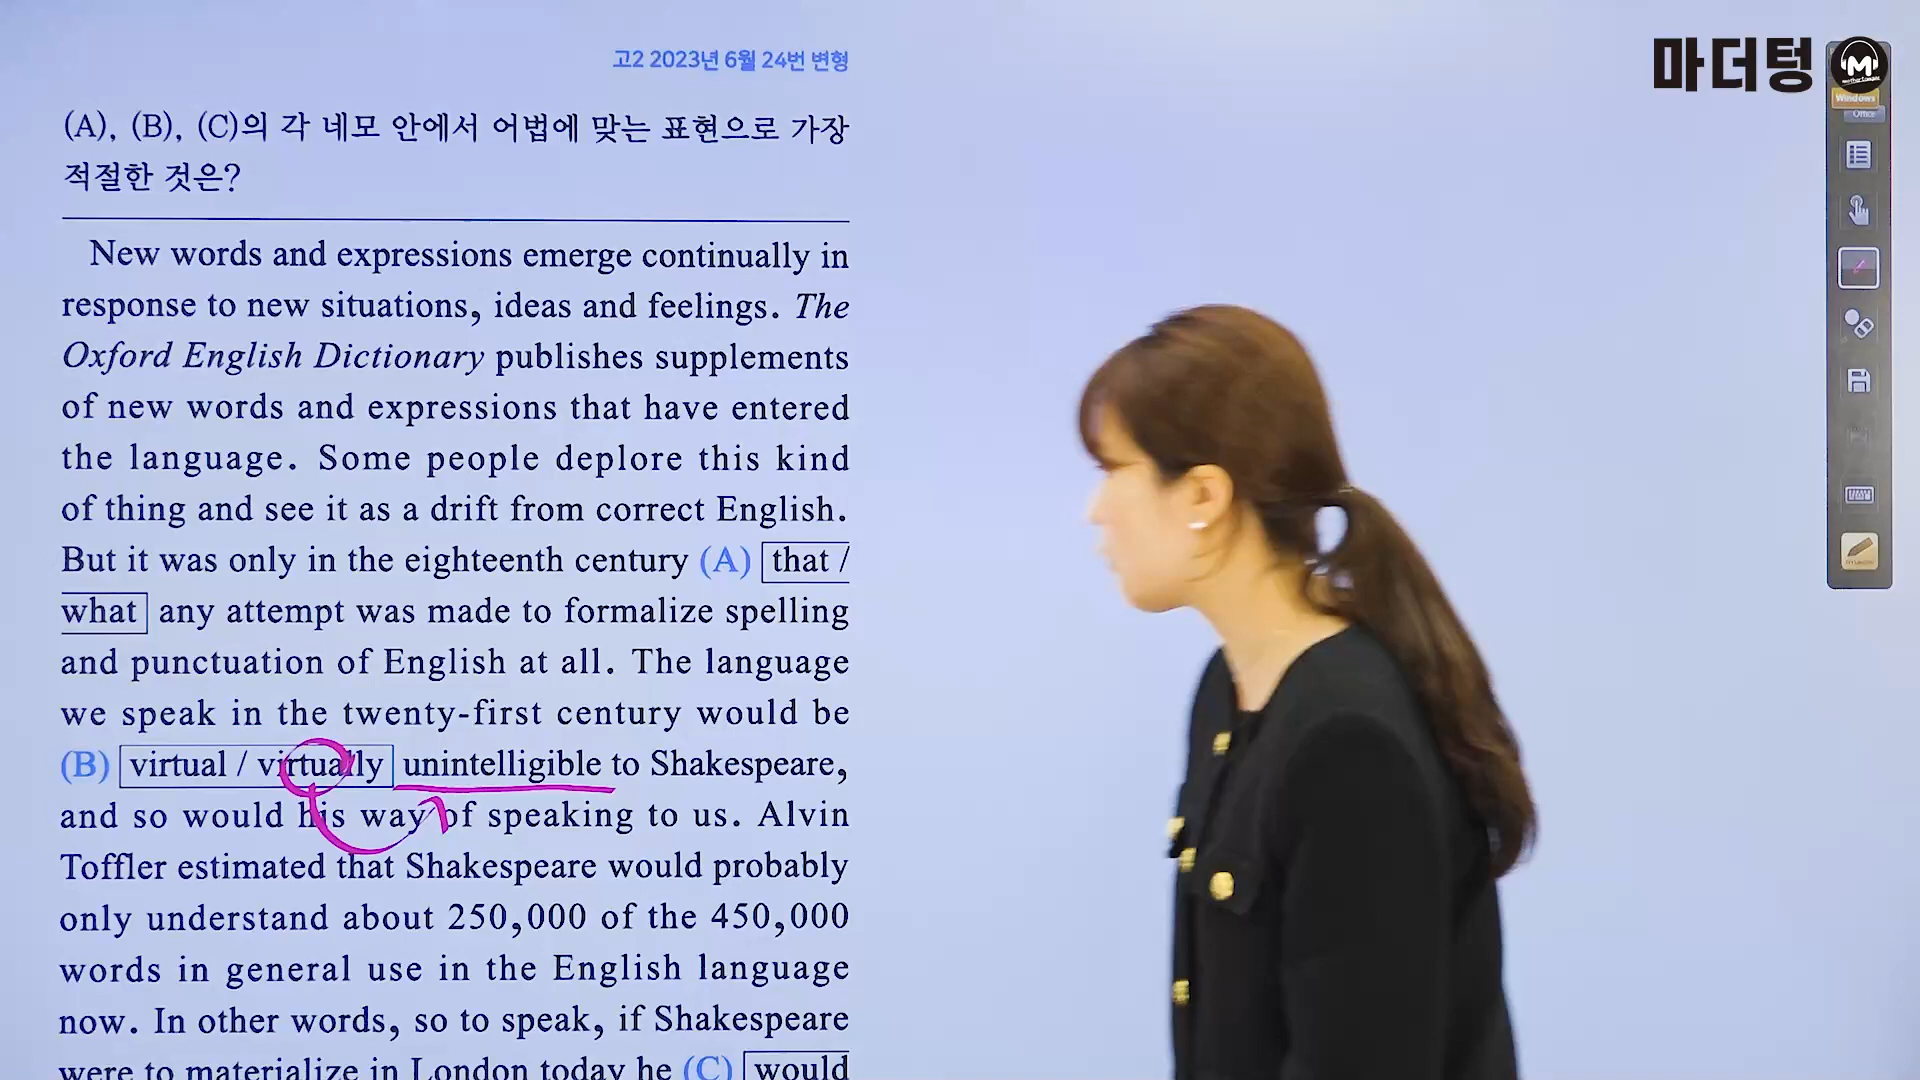 고2 2023년 6월 24번 변형
마더텅
M
Windows
Office
(A), (B), (C)의 각 네모 안에서 어법에 맞는 표현으로 가장
적절한 것은?
New words and expressions emerge continually in
response to new situations, ideas and feelings. The
Oxford English Dictionary publishes supplements
of new words and expressions that have entered
the language. Some people deplore this kind
of thing and see it as a drift from correct English.
But it was only in the eighteenth century (A) that /
what any attempt was made to formalize spelling
and punctuation of English at all. The language
we speak in the twenty-first century would be
(B) virtual / virtually unintelligible to Shakespeare,
and so would his way of speaking to us. Alvin
Toffler estimated that Shakespeare would probably
only understand about 250,000 of the 450,000
words in general use in the English language
now. In other words, so to speak, if Shakespeare
were to materialize in London today he (C) would